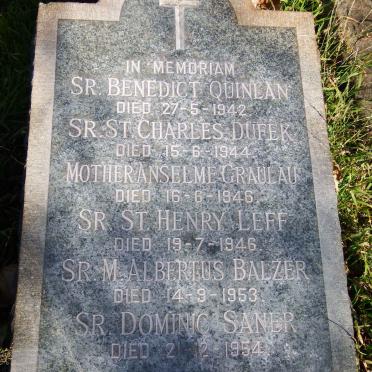 IN MEMORIAM
SR. BENEDICT QUINLAN
DIED 27-5-1942.
SR. ST. CHARLES DUFEK
DIED 15-6-1944.
MOTHER ANSELME GRAULAU
DIED 16-6-1946.
SR. ST. HENRY LEFF
DIED 19-7-1946.
SR. M. ALBERTUS BALZER
DIED 14-9-1953.
SR. DOMINIC SANER
DIED 2-12-1954.